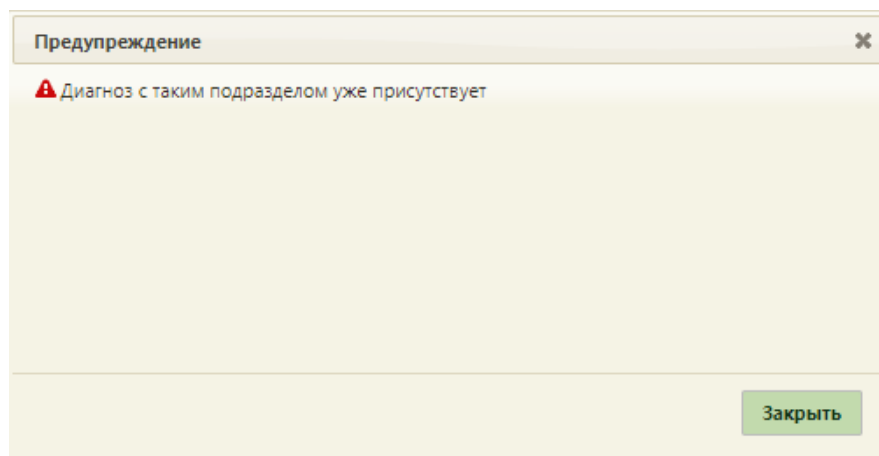 Предупреждение
Диагноз с таким подразделом уже присутствует
Закрыть